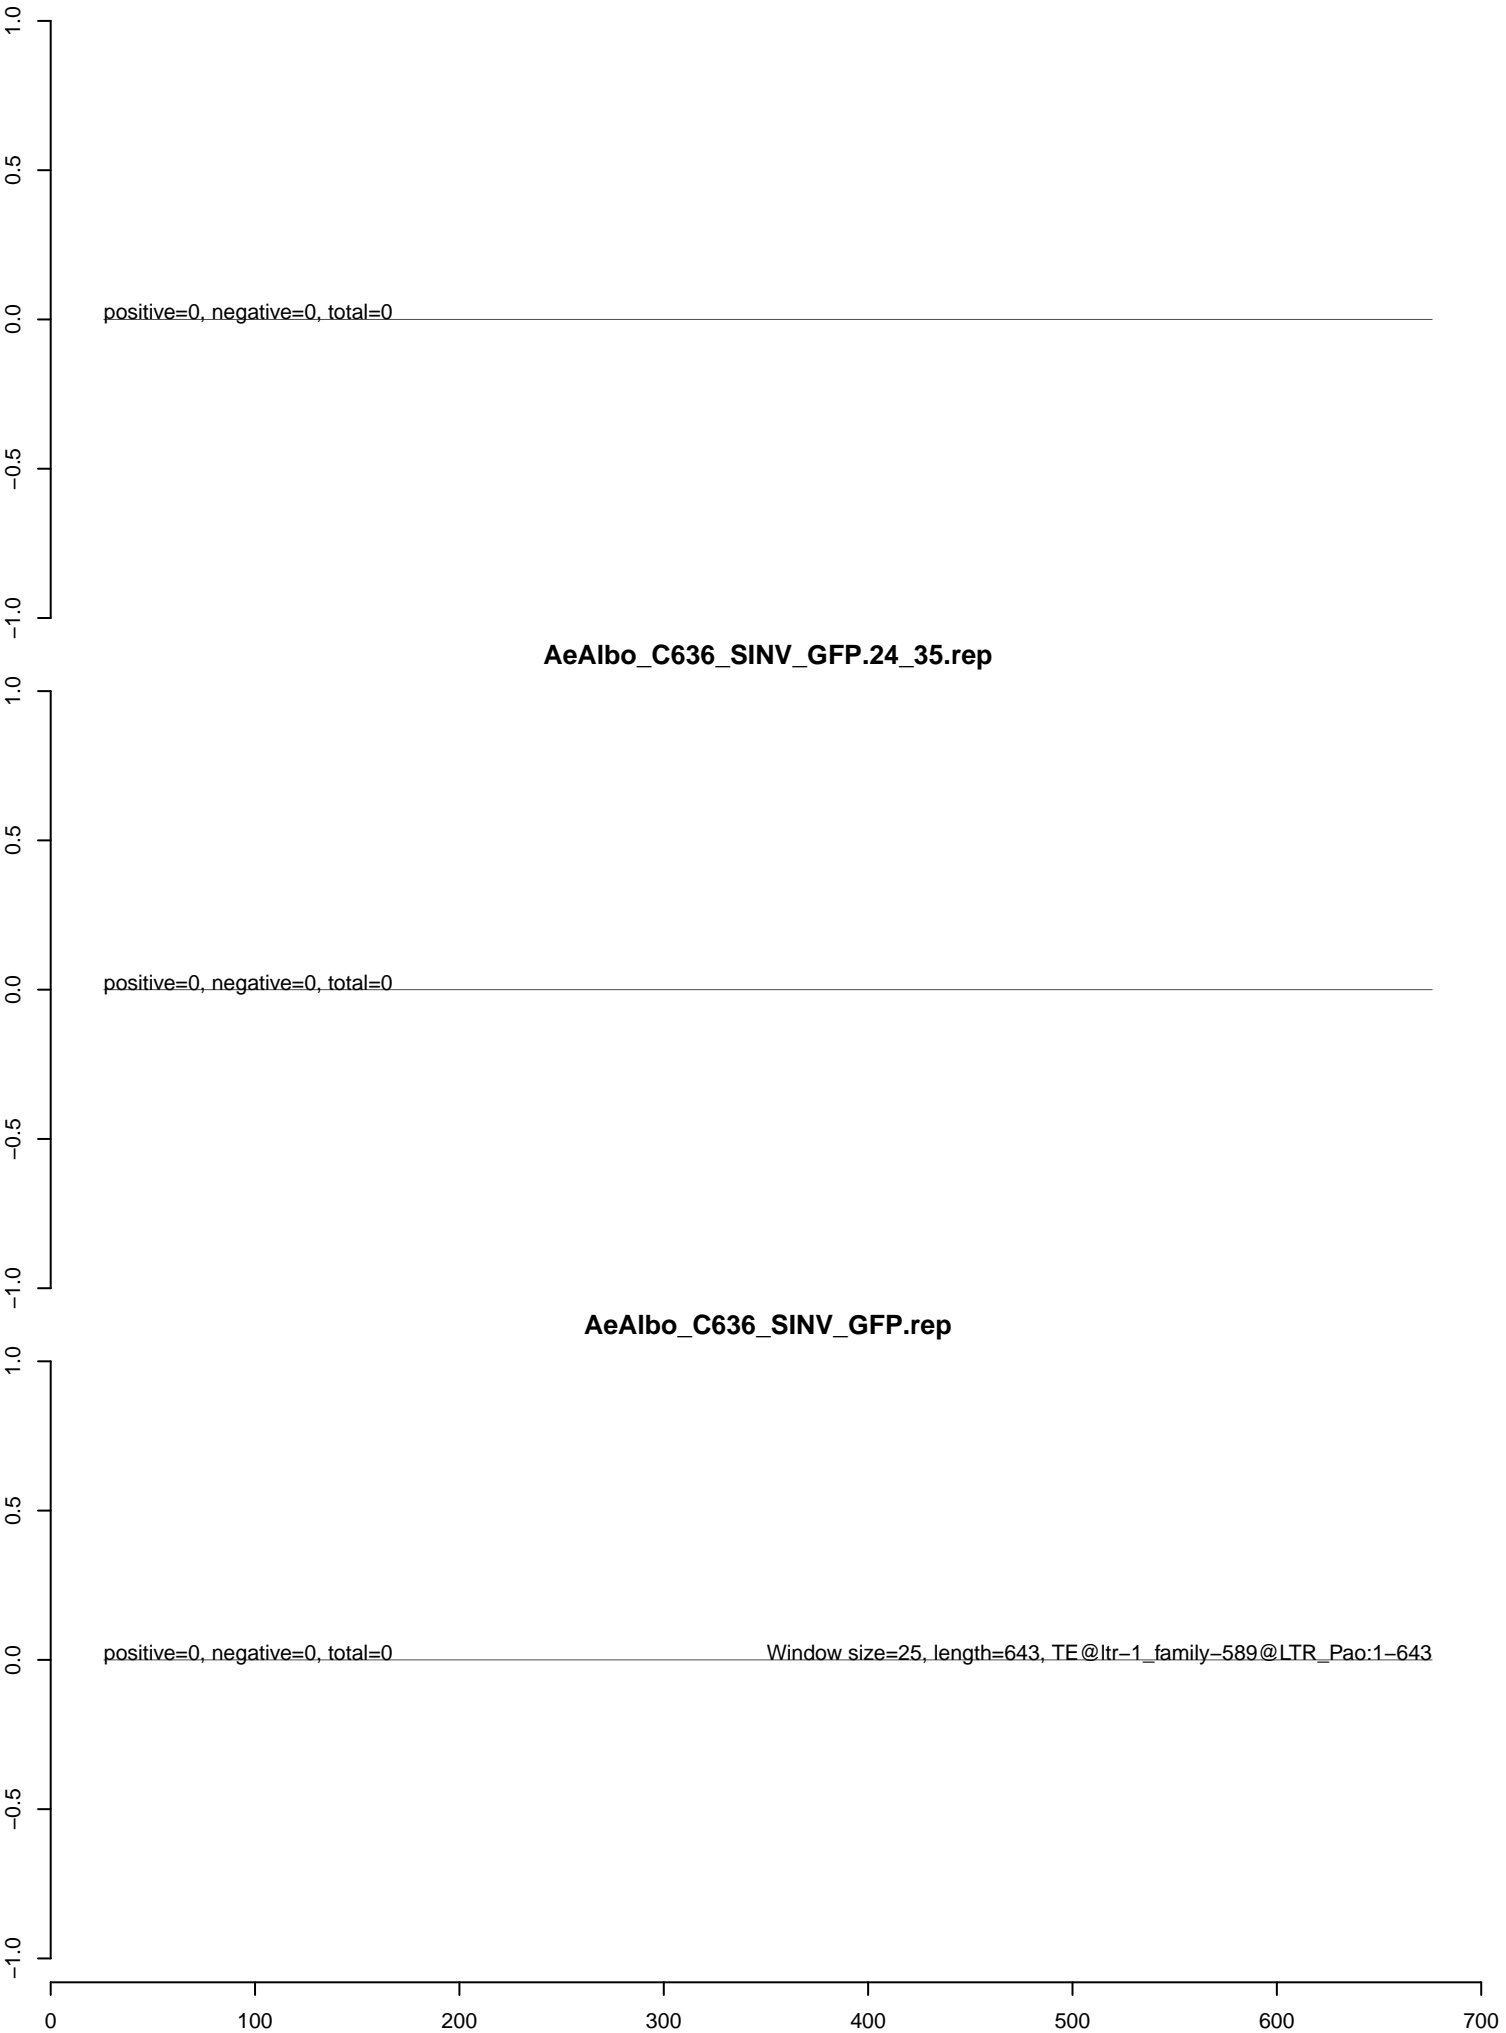 1.0
0.5
0.0
−0.5
−1.0
positive=0, negative=0, total=0
AeAlbo_C636_SINV_GFP.24_35.rep
1.0
0.5
0.0
−0.5
−1.0
positive=0, negative=0, total=0
AeAlbo_C636_SINV_GFP.rep
1.0
0.5
0.0
−0.5
−1.0
positive=0, negative=0, total=0
Window size=25, length=643, TE@ltr−1_family−589@LTR_Pao:1−643
0 100 200 300 400 500 600 700